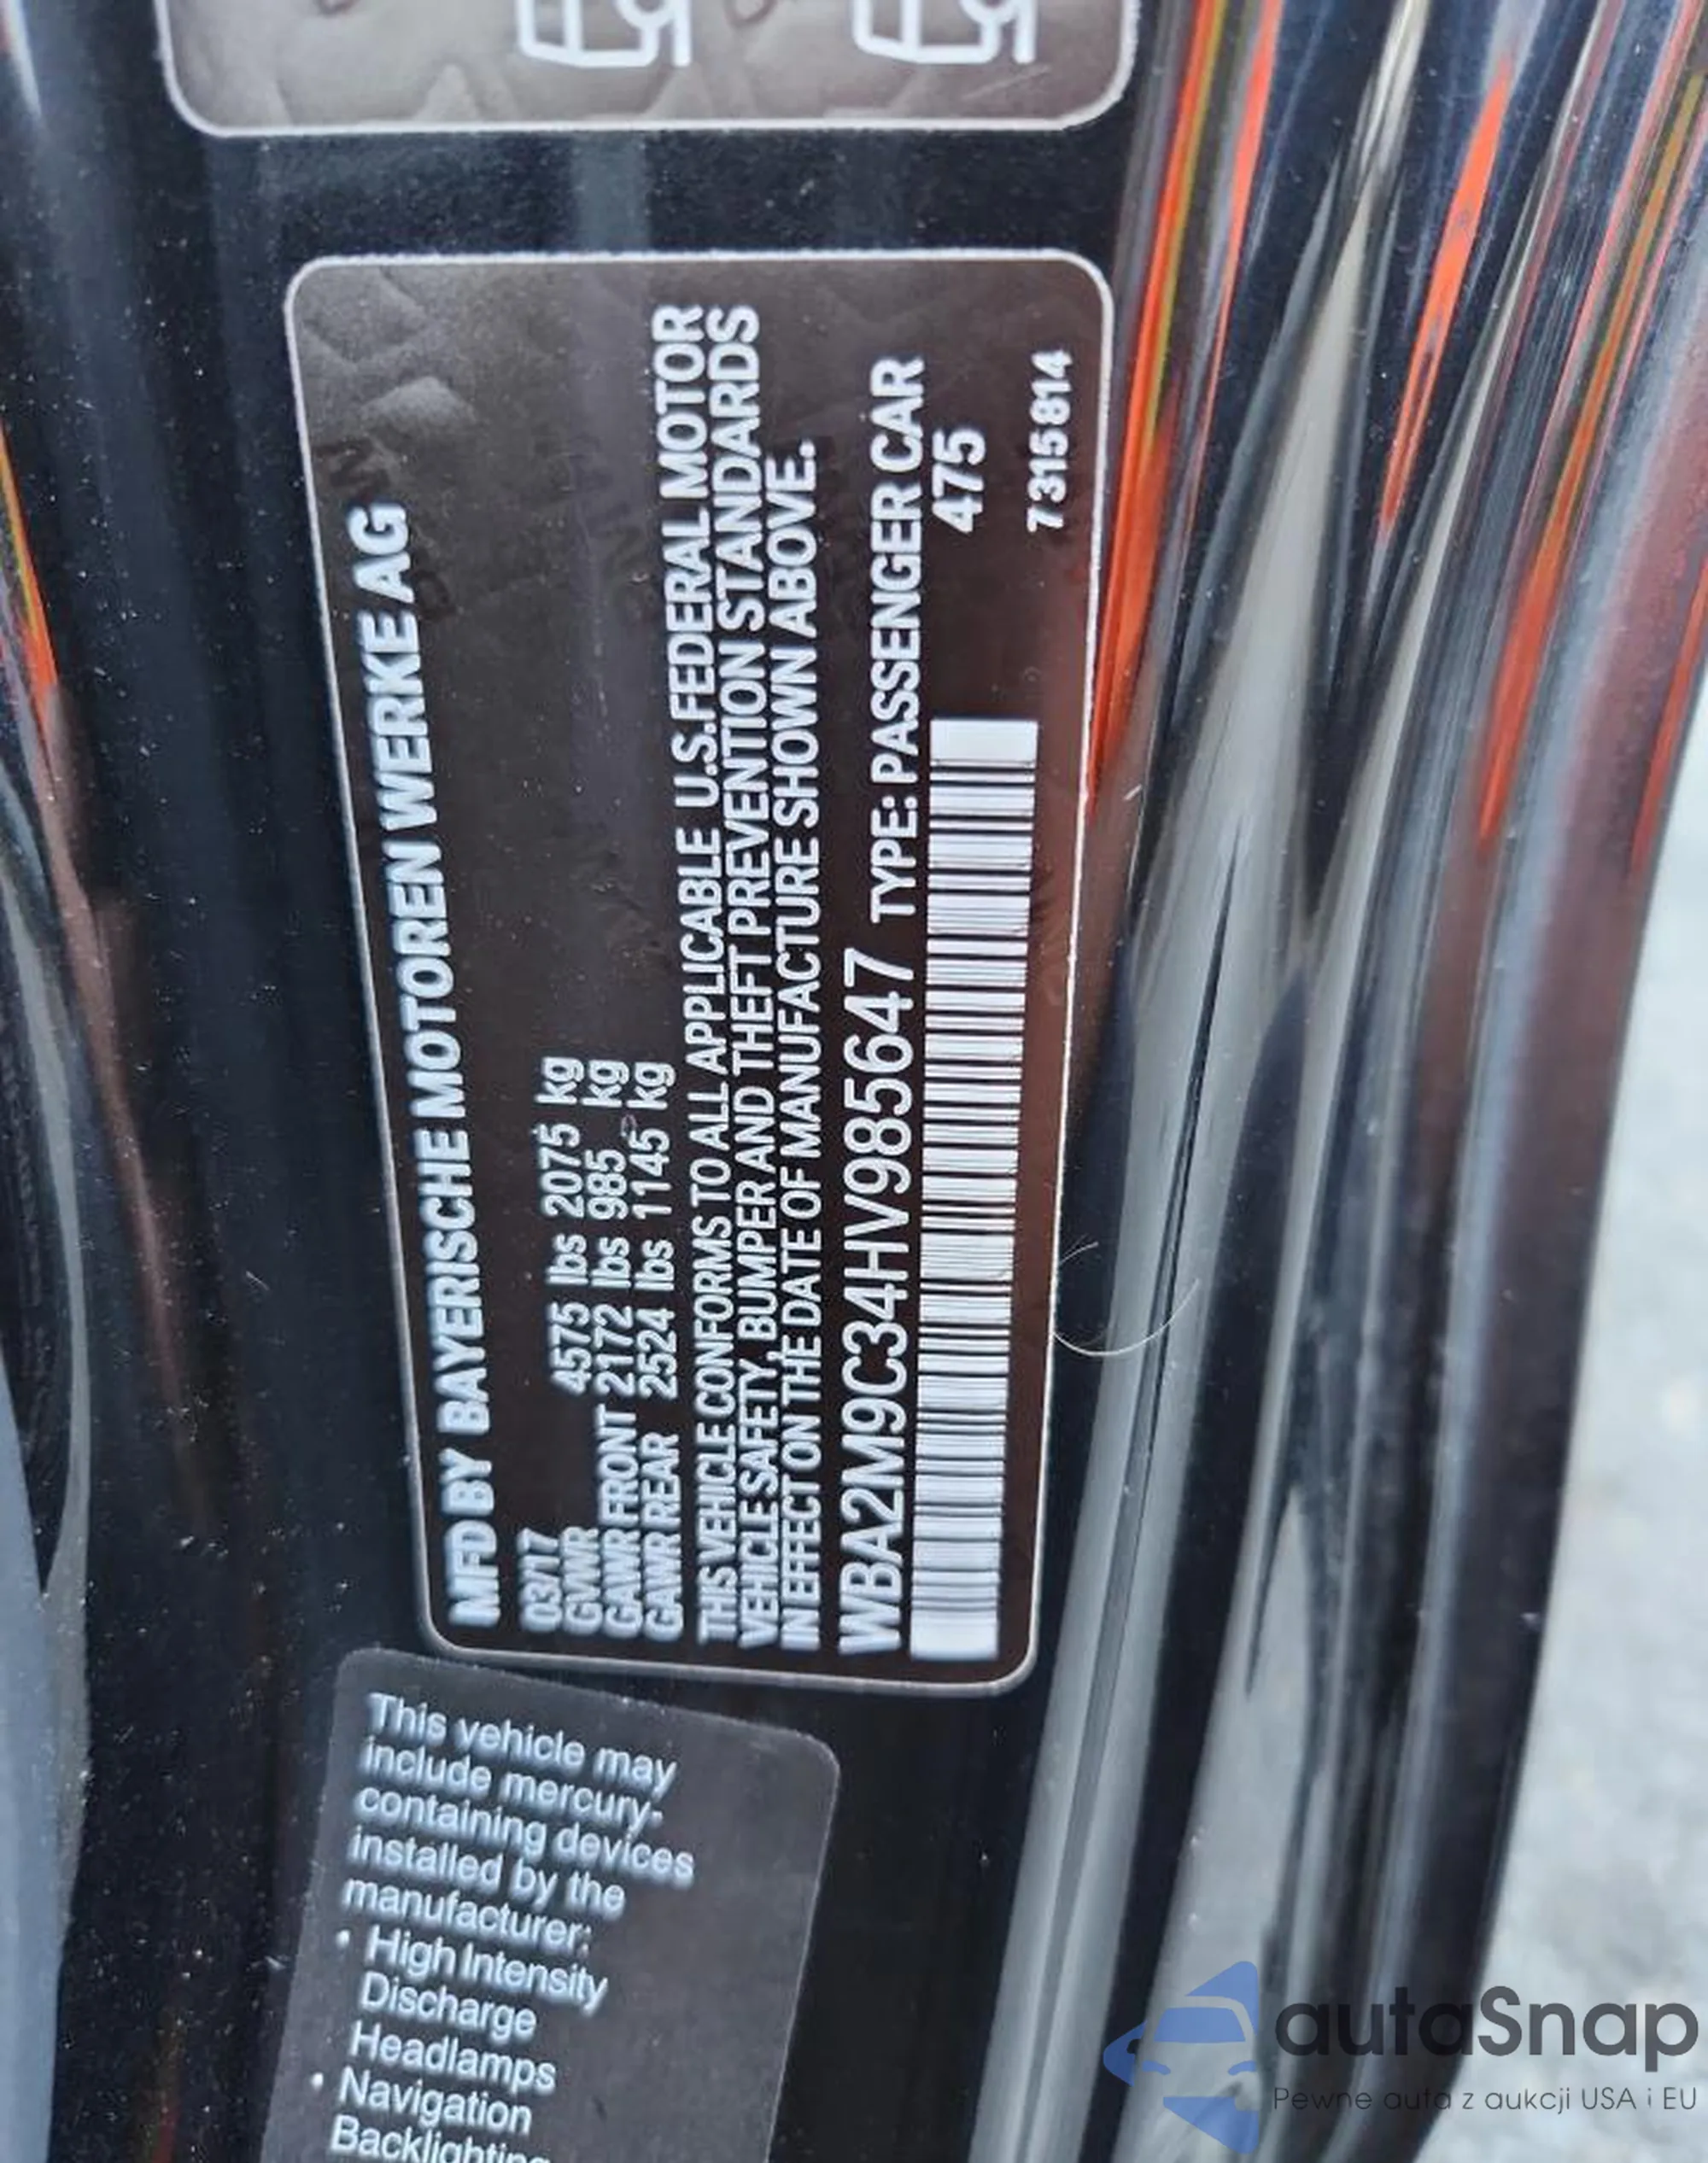 MFD BY BAYERISCHE MOTOREN WERKE AG
03/17
GVWR 4575 lbs 2075 kg
GAWR FRONT 2172 lbs 985 kg
GAWR REAR 2524 lbs 1145 kg
THIS VEHICLE CONFORMS TO ALL APPLICABLE U.S.FEDERAL MOTOR
VEHICLE SAFETY, BUMPER AND THEFT PREVENTION STANDARDS
IN EFFECT ON THE DATE OF MANUFACTURE SHOWN ABOVE.
WBA2M9C34HV985647 TYPE: PASSENGER CAR
475
7 315 814
This vehicle may
include mercury-
containing devices
installed by the
manufacturer:
• High Intensity
Discharge
Headlamps
• Navigation
Backlighting
autaSnap
Pewne auta z aukcji USA i EU